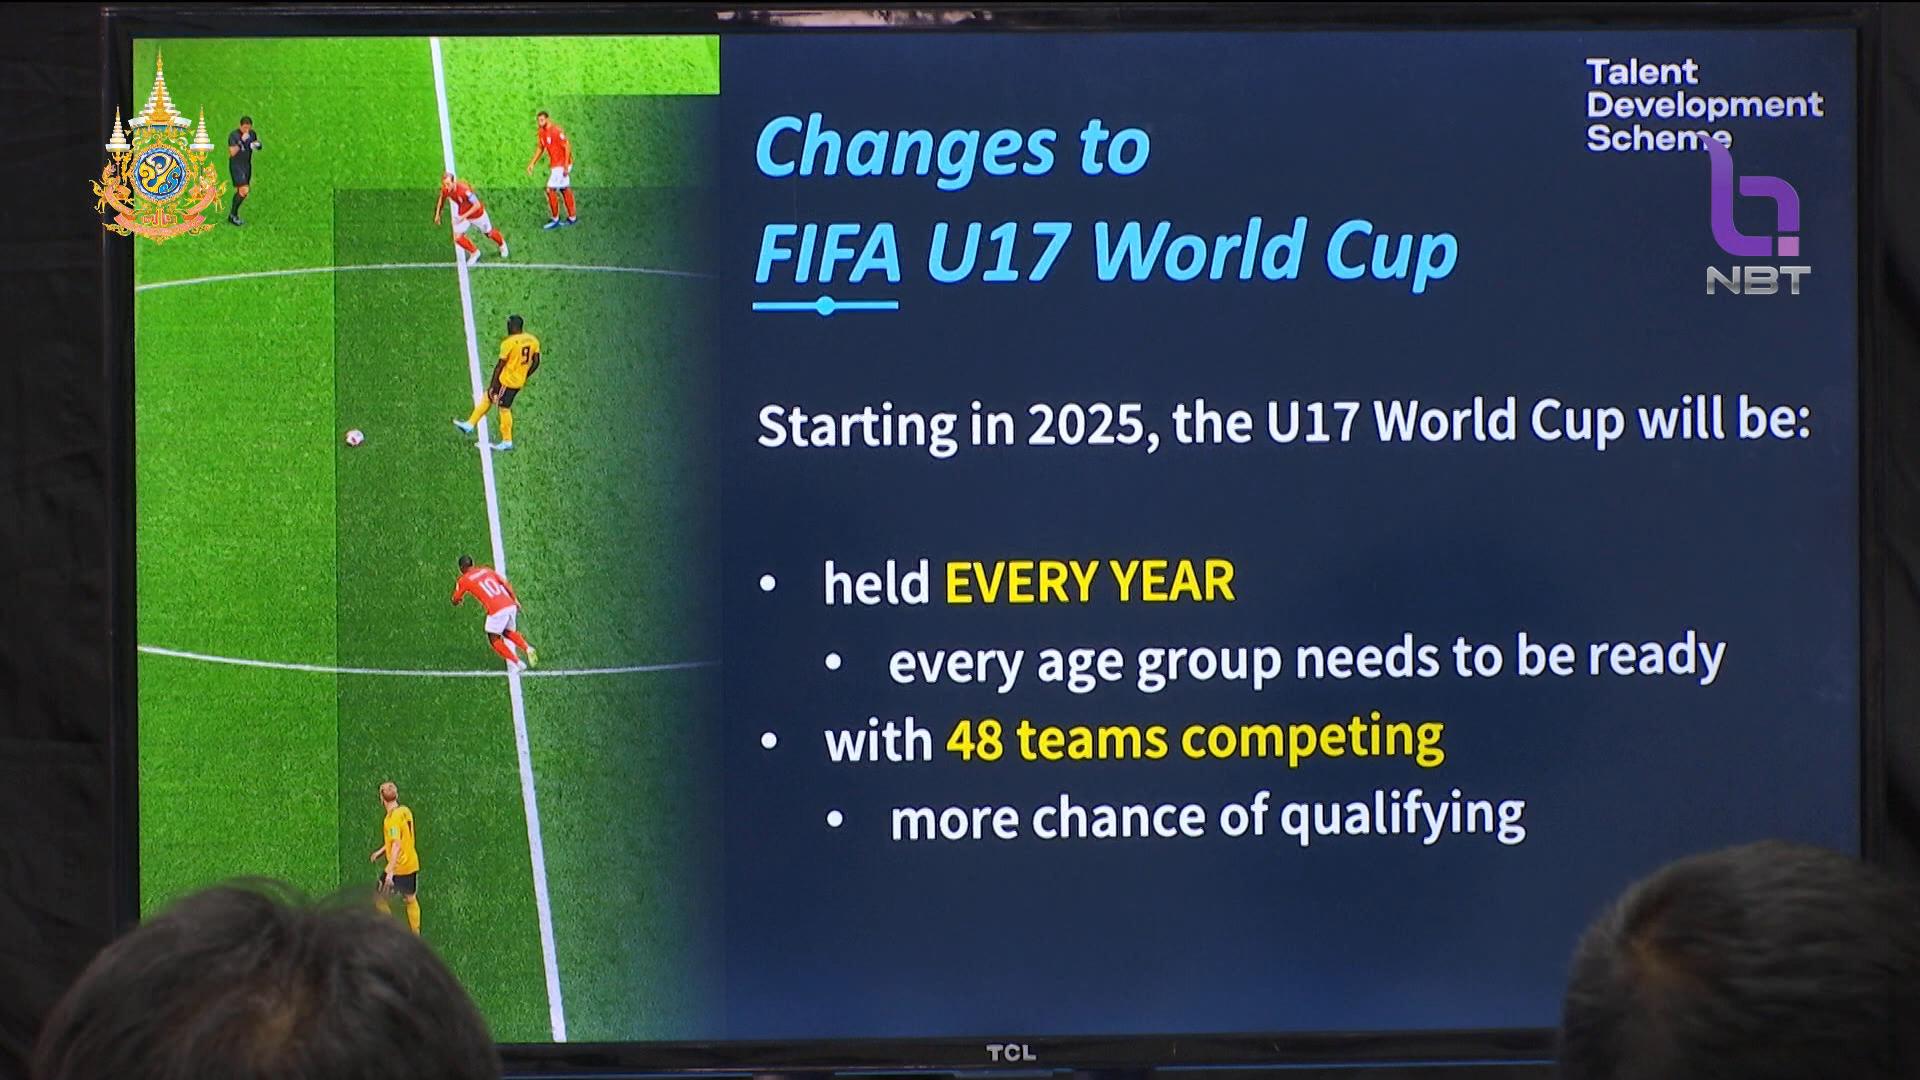 Talent
Development
Scheme
NBT
Changes to
FIFA U17 World Cup
Starting in 2025, the U17 World Cup will be:
• held EVERY YEAR
• every age group needs to be ready
• with 48 teams competing
• more chance of qualifying
9
10
TCL